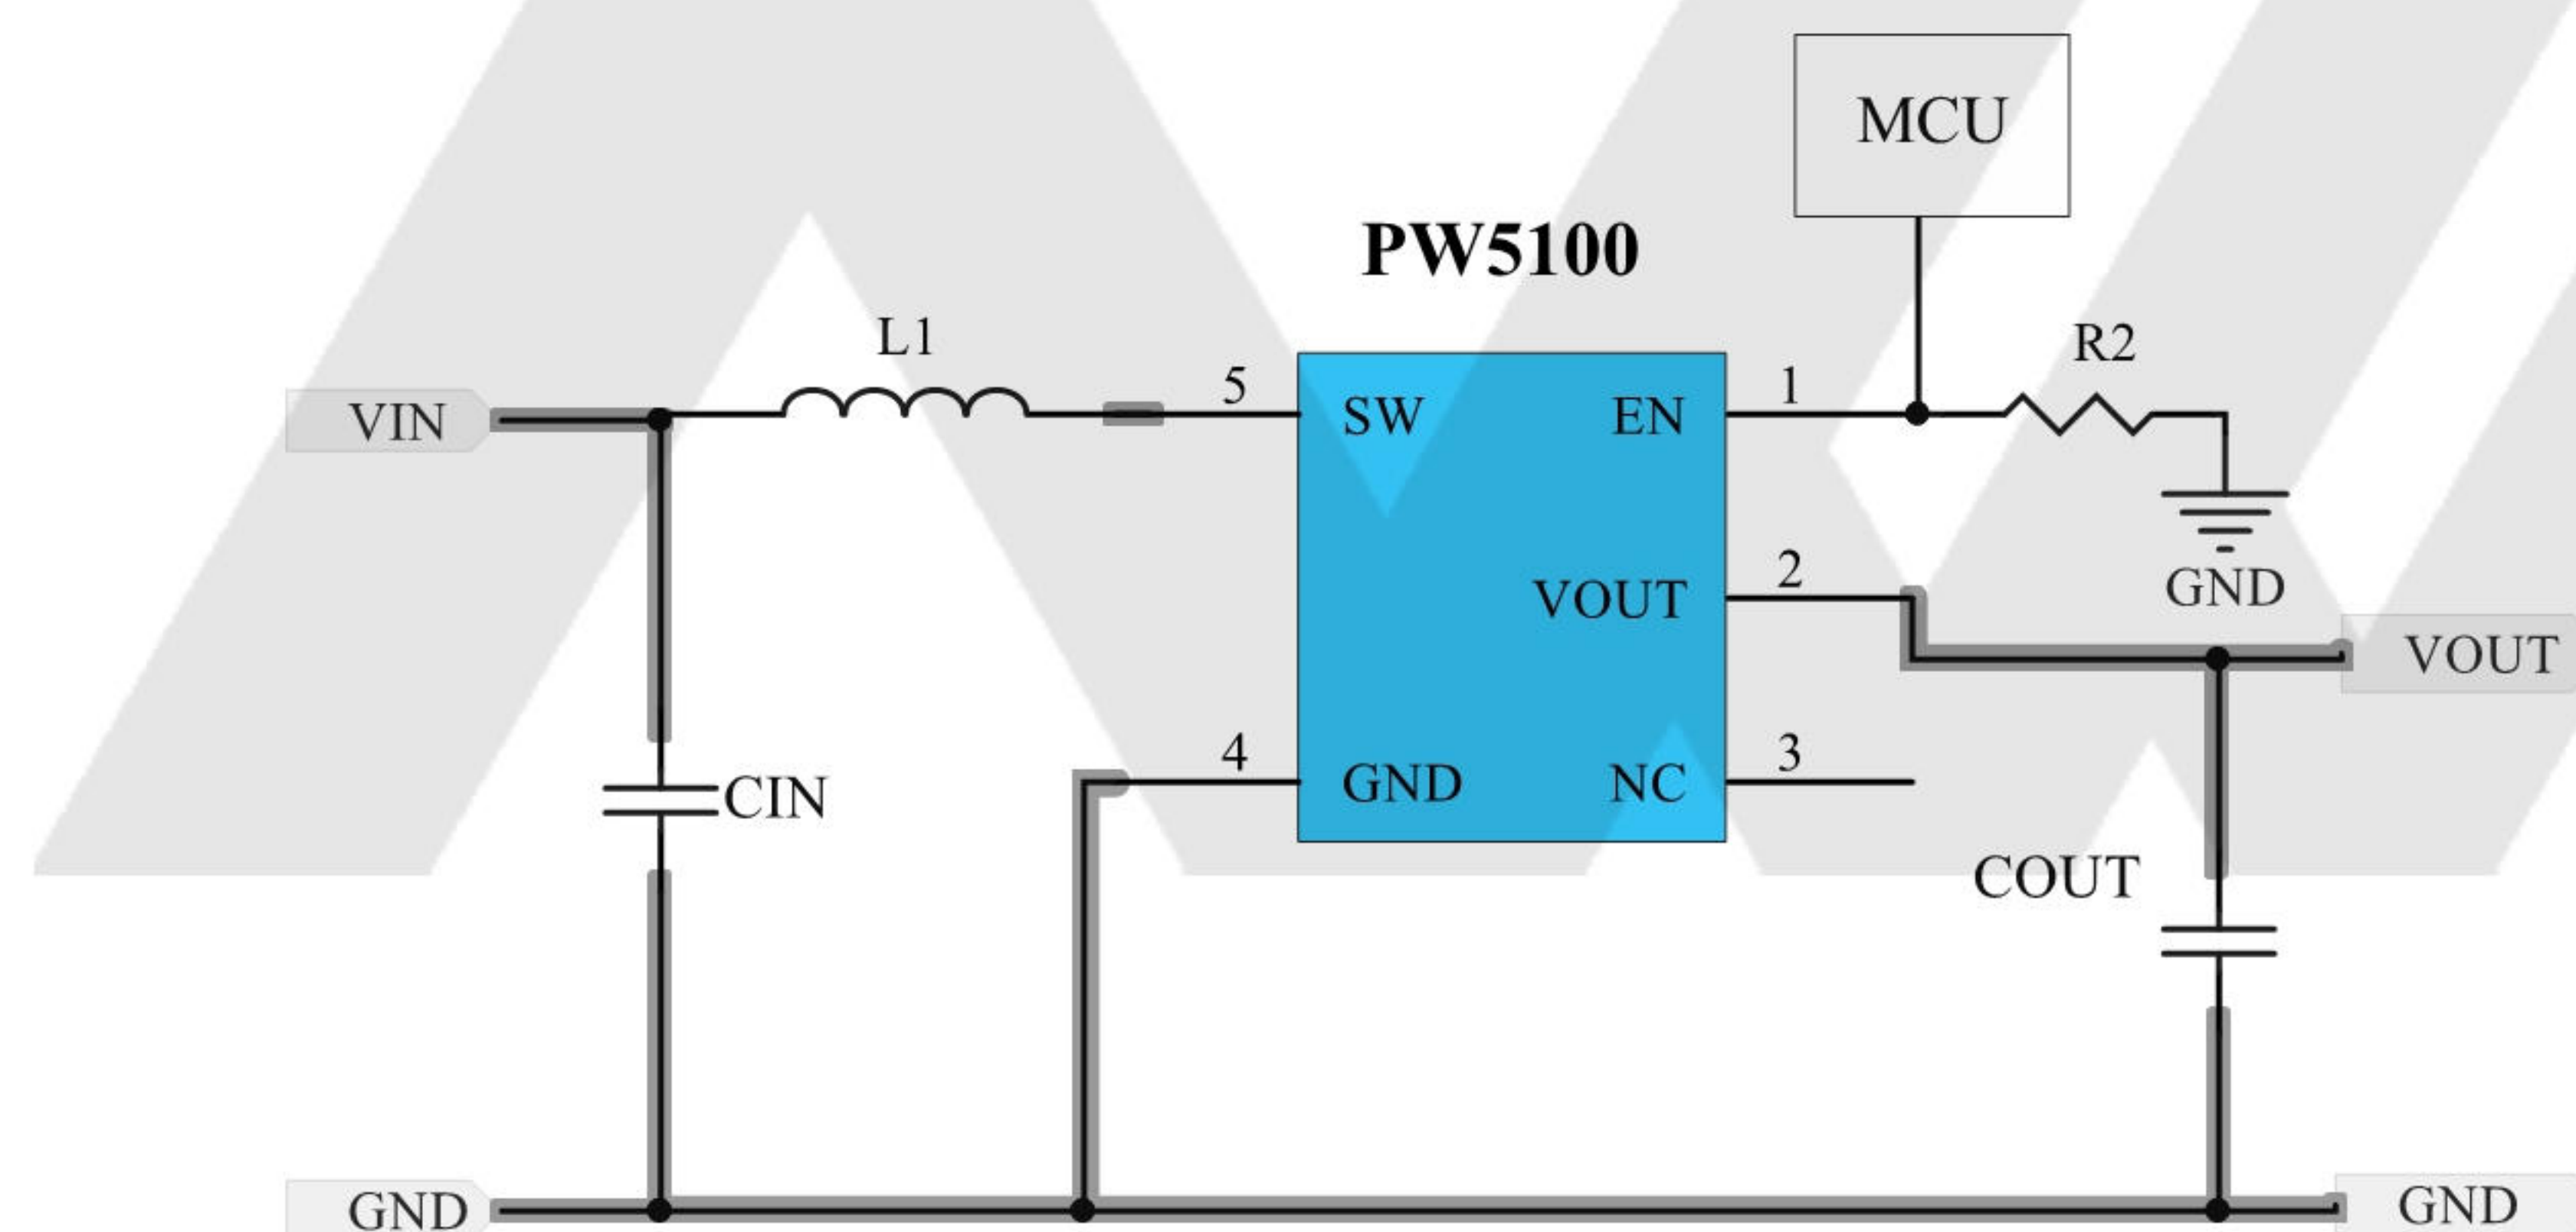 MCU
PW5100
L1
R2
VIN
5
SW
EN
1
GND
VOUT
2
VOUT
4
GND
NC
3
CIN
COUT
GND
GND